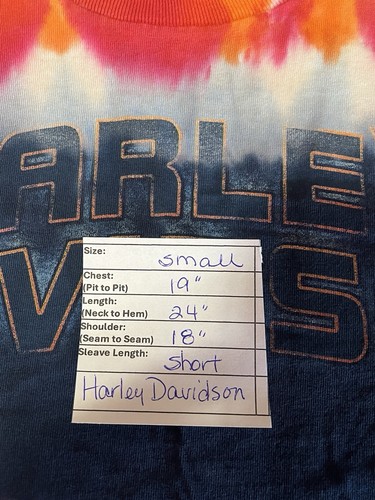 ARLE
V S
Size: small
Chest:
(Pit to Pit) 19"
Length:
(Neck to Hem) 24"
Shoulder:
(Seam to Seam) 18"
Sleave Length: Short
Harley Davidson